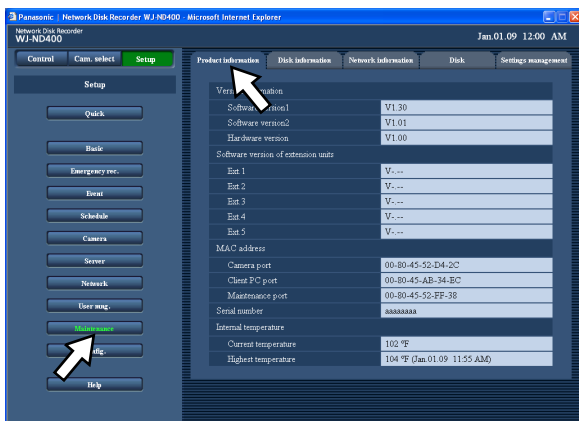 Panasonic | Network Disk Recorder WJ-ND400 - Microsoft Internet Explorer
Network Disk Recorder
WJ-ND400
Jan.01.09 12:00 AM
Control Cam. select Setup
Setup
Quick
Basic
Emergency rec.
Event
Schedule
Camera
Server
Network
User mng.
Maintenance
Help
Product information Disk information Network information Disk Settings management
Software version1 V1.30
Software version2 V1.01
Hardware version V1.00
Software version of extension units
Ext.1 V-.--
Ext.2 V-.--
Ext.3 V-.--
Ext.4 V-.--
Ext.5 V-.--
MAC address
Camera port 00-80-45-52-D4-2C
Client PC port 00-80-45-AB-34-EC
Maintenance port 00-80-45-52-FF-38
Serial number aaaaaaaa
Internal temperature
Current temperature 102 °F
Highest temperature 104 °F (Jan.01.09 11:55 AM)